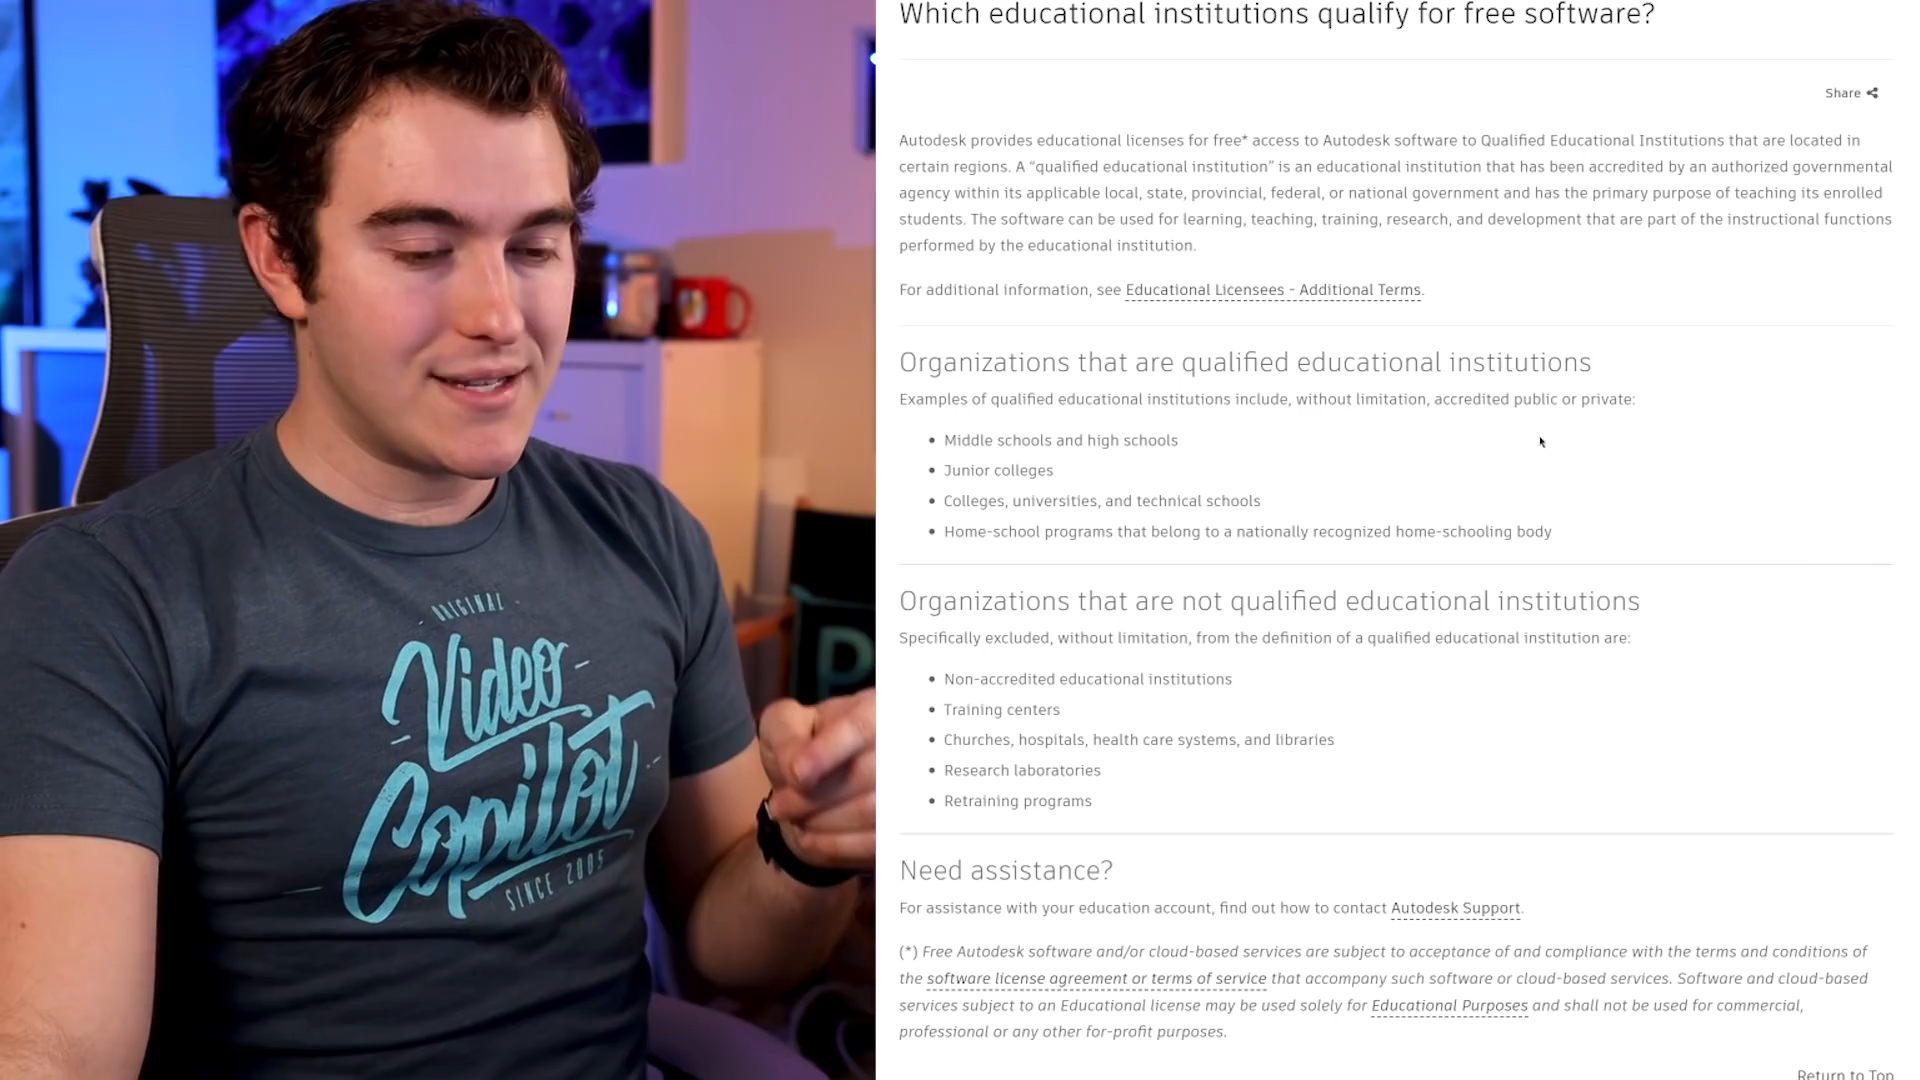 ORIGINAL
Video
Copilot
SINCE 2005
P
Which educational institutions qualify for free software?
Share
Autodesk provides educational licenses for free* access to Autodesk software to Qualified Educational Institutions that are located in
certain regions. A “qualified educational institution” is an educational institution that has been accredited by an authorized governmental
agency within its applicable local, state, provincial, federal, or national government and has the primary purpose of teaching its enrolled
students. The software can be used for learning, teaching, training, research, and development that are part of the instructional functions
performed by the educational institution.
For additional information, see Educational Licensees - Additional Terms.
Organizations that are qualified educational institutions
Examples of qualified educational institutions include, without limitation, accredited public or private:
• Middle schools and high schools
• Junior colleges
• Colleges, universities, and technical schools
• Home-school programs that belong to a nationally recognized home-schooling body
Organizations that are not qualified educational institutions
Specifically excluded, without limitation, from the definition of a qualified educational institution are:
• Non-accredited educational institutions
• Training centers
• Churches, hospitals, health care systems, and libraries
• Research laboratories
• Retraining programs
Need assistance?
For assistance with your education account, find out how to contact Autodesk Support.
(*) Free Autodesk software and/or cloud-based services are subject to acceptance of and compliance with the terms and conditions of
the software license agreement or terms of service that accompany such software or cloud-based services. Software and cloud-based
services subject to an Educational license may be used solely for Educational Purposes and shall not be used for commercial,
professional or any other for-profit purposes.
Return to Top